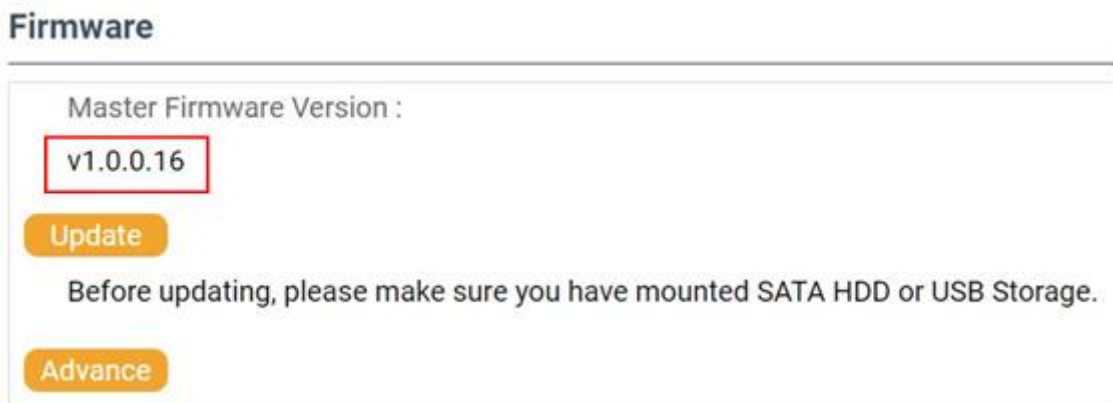 Firmware
Master Firmware Version :
v1.0.0.16
Update
Before updating, please make sure you have mounted SATA HDD or USB Storage.
Advance